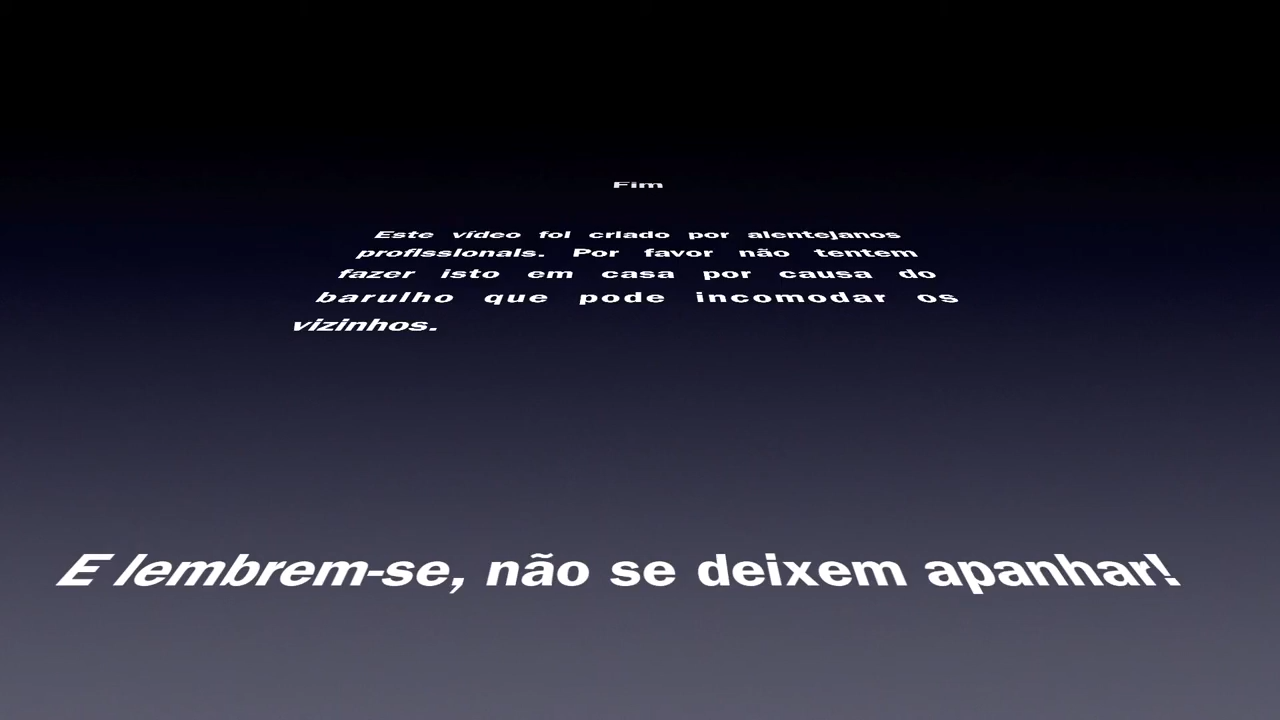 Fim
Este vídeo foi criado por alentejanos
profissionais. Por favor não tentem
fazer isto em casa por causa do
barulho que pode incomodar os
vizinhos.
E lembrem-se, não se deixem apanhar!